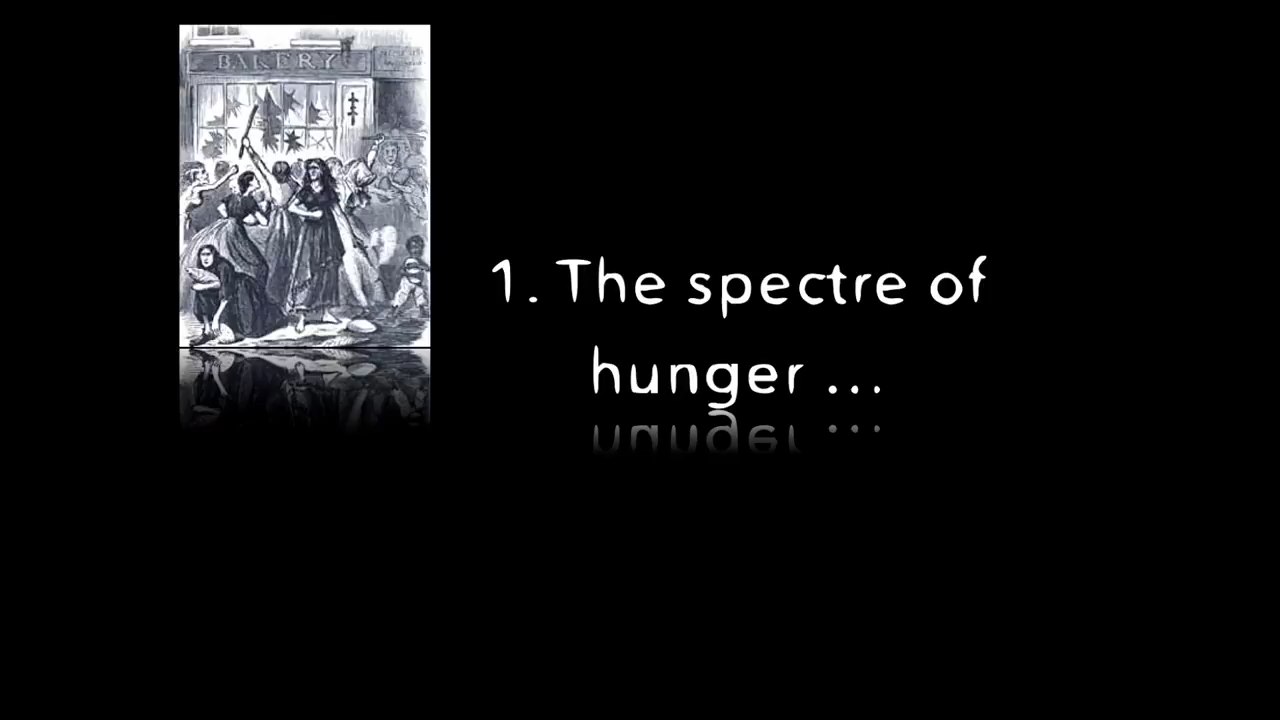 BAKERY
1. The spectre of
hunger ...